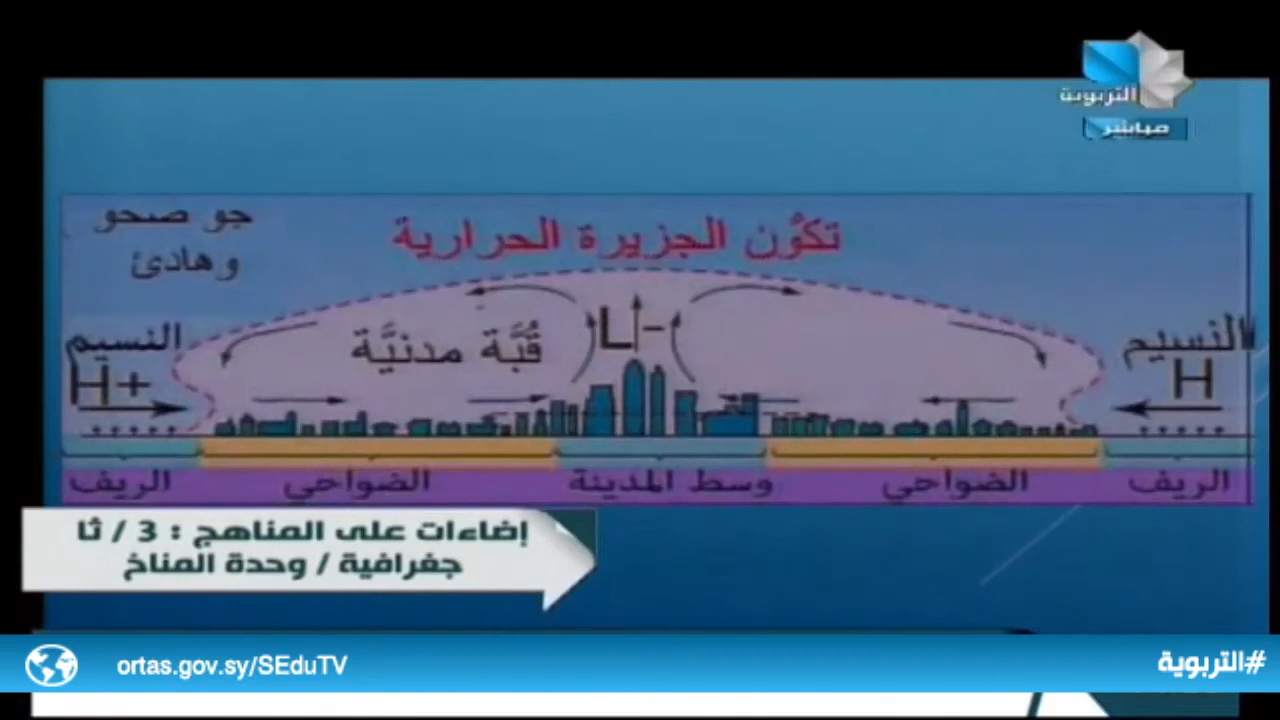 التربوية
مباشر
تكوُّن الجزيرة الحرارية
جو صحو
وهادئ
النسيم
H
L-
قُبَّة مدنيَّة
النسيم
H+
الريف
الضواحي
وسط المدينة
الضواحي
الريف
إضاءات على المناهج : 3 / ثا
جغرافية / وحدة المناخ
#التربوية
ortas.gov.sy/SEduTV